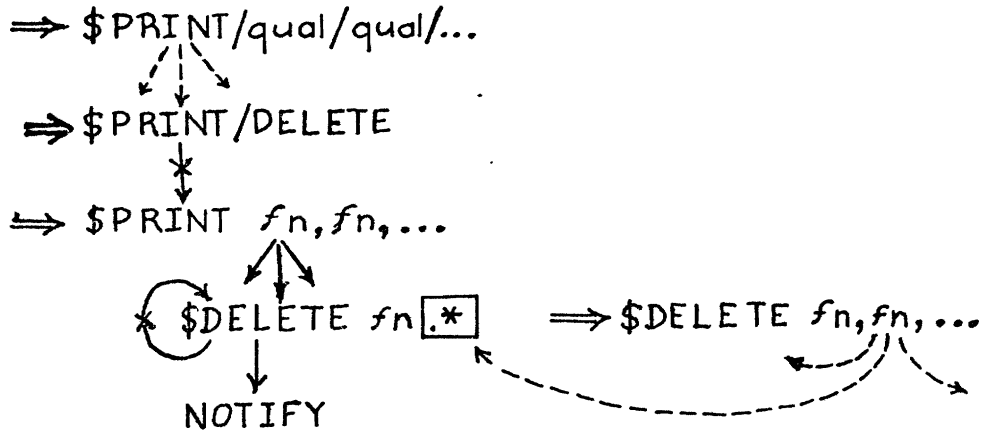 $PRINT/qual/qual/...
$PRINT/DELETE
$PRINT fn,fn,...
$DELETE fn.*
$DELETE fn,fn,...
NOTIFY